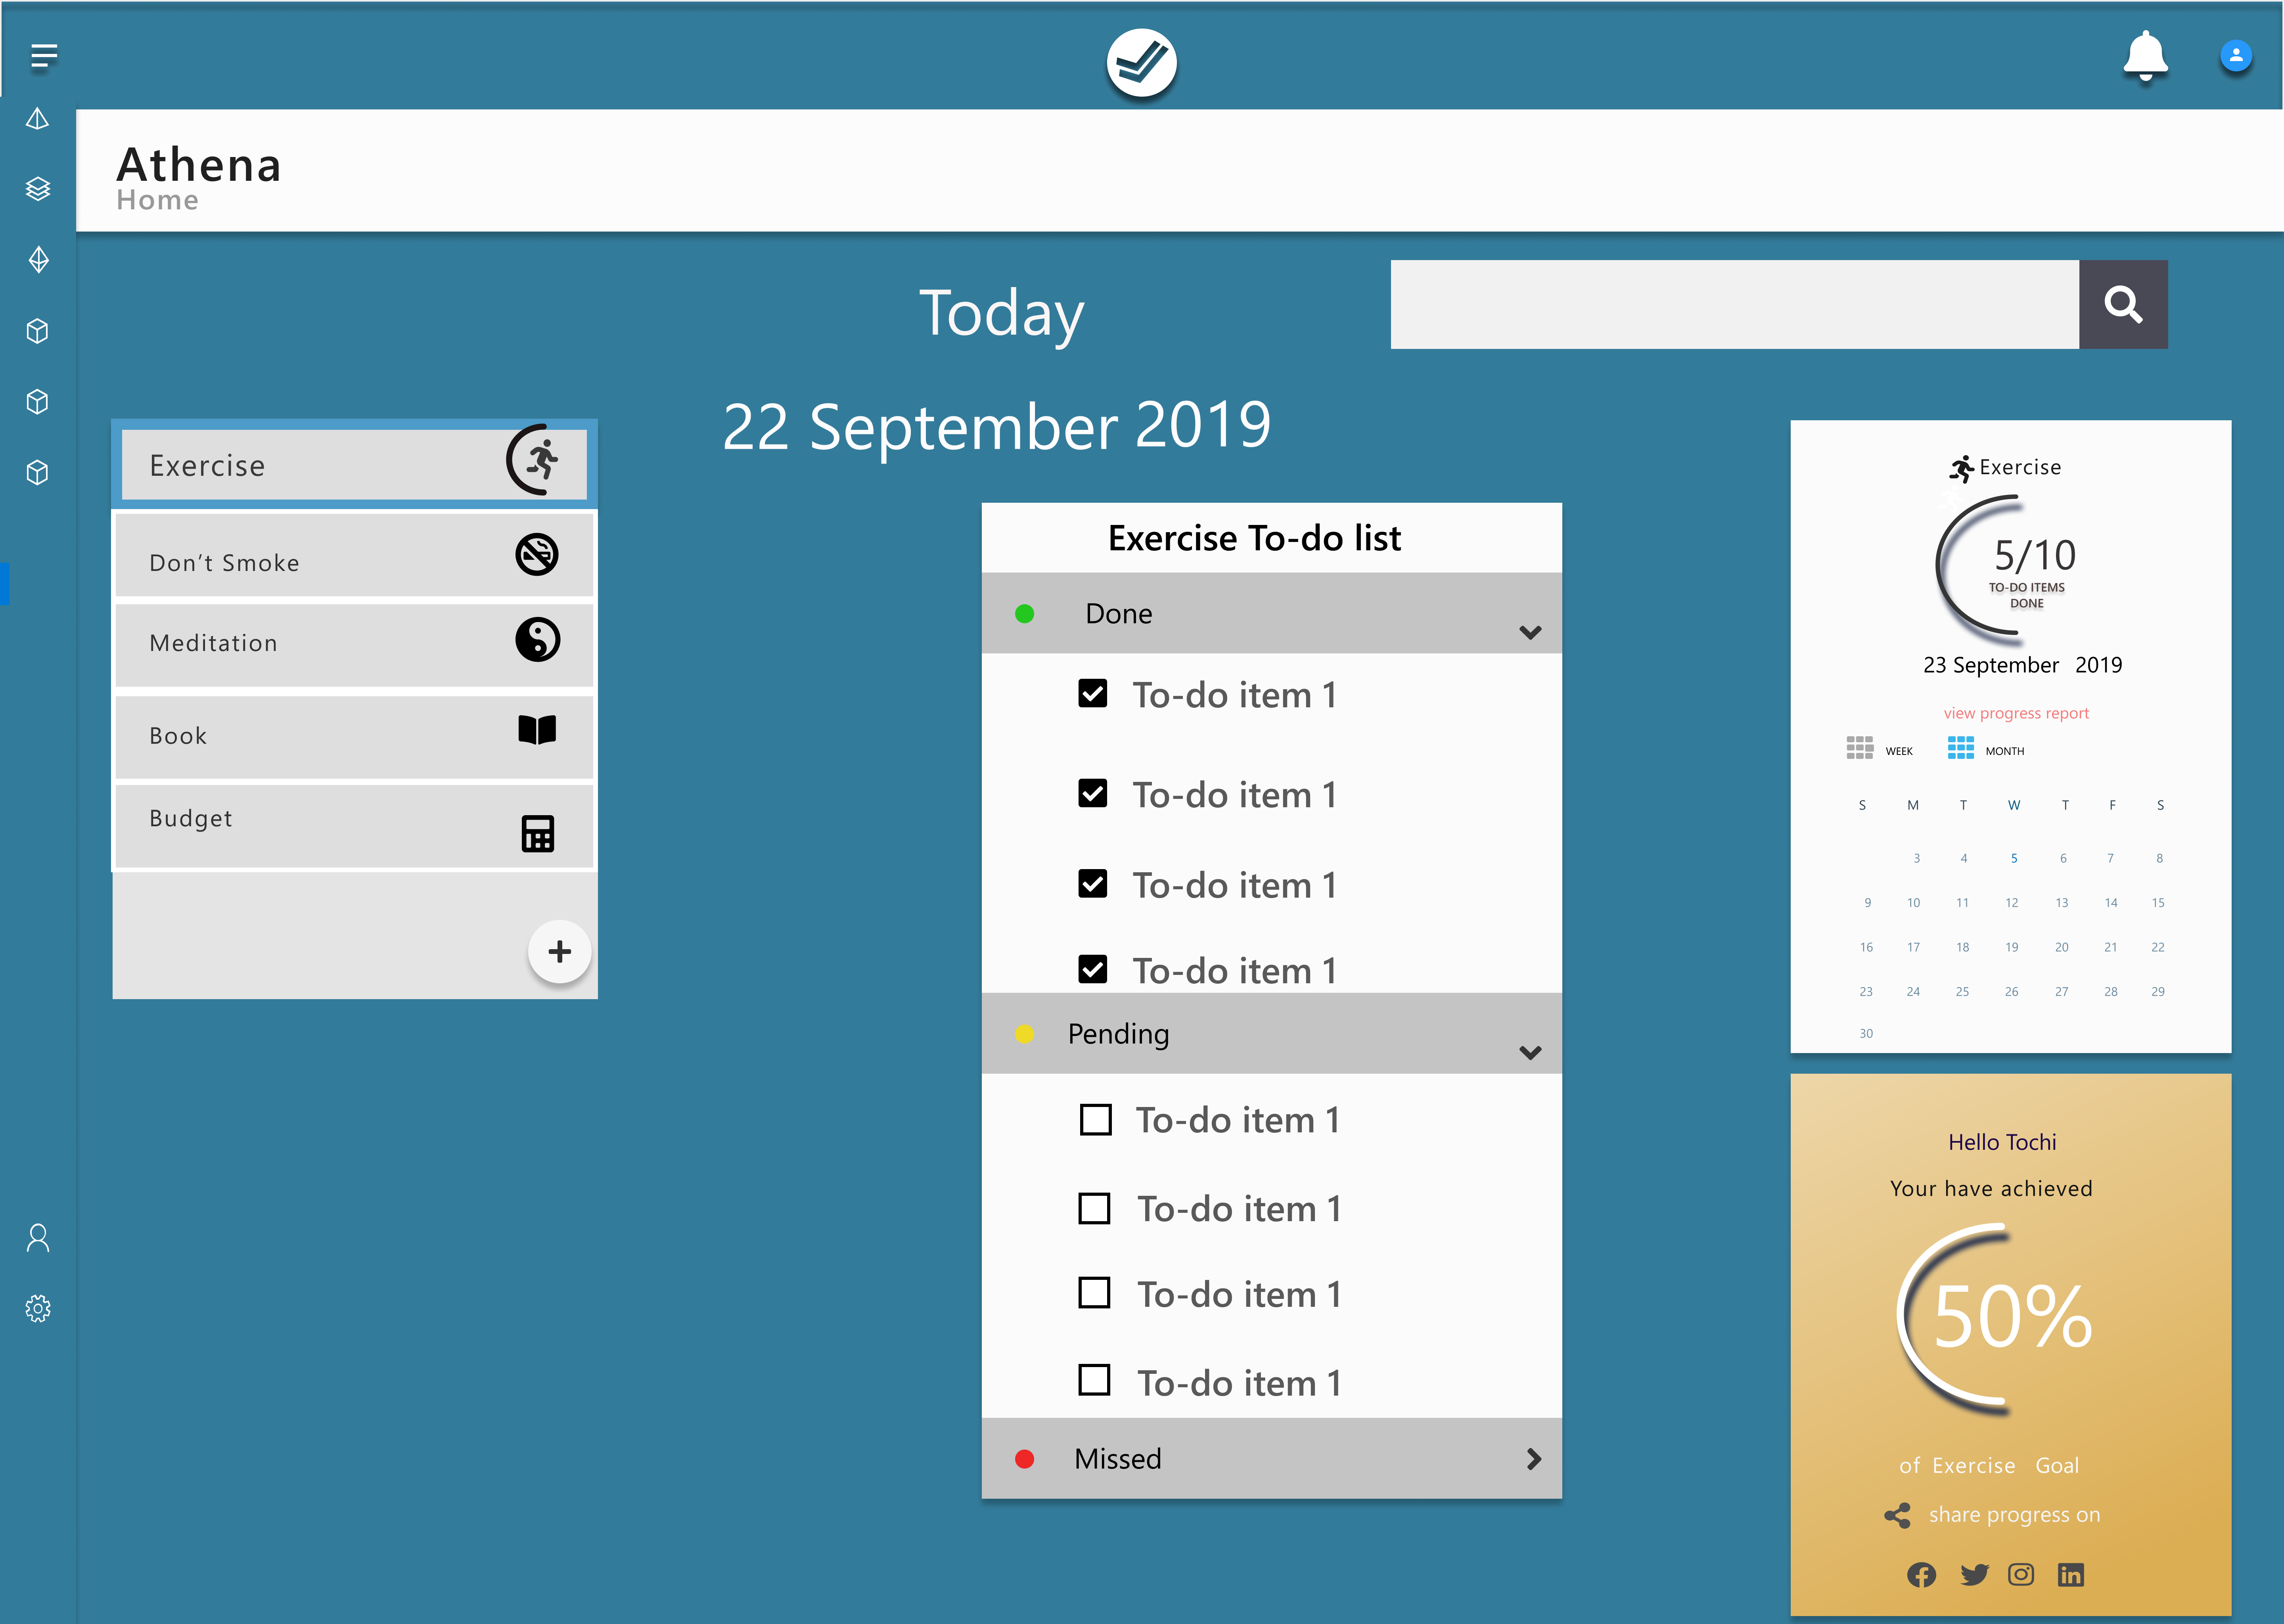 Athena
Home
Today
22 September 2019
Exercise
Don't Smoke
Meditation
Book
Budget
Exercise To-do list
Done
To-do item 1
To-do item 1
To-do item 1
To-do item 1
Pending
To-do item 1
To-do item 1
To-do item 1
To-do item 1
Missed
Exercise
5/10
TO-DO ITEMS
DONE
23 September 2019
view progress report
WEEK MONTH
S M T W T F S
3 4 5 6 7 8
9 10 11 12 13 14 15
16 17 18 19 20 21 22
23 24 25 26 27 28 29
30
Hello Tochi
Your have achieved
50%
of Exercise Goal
share progress on